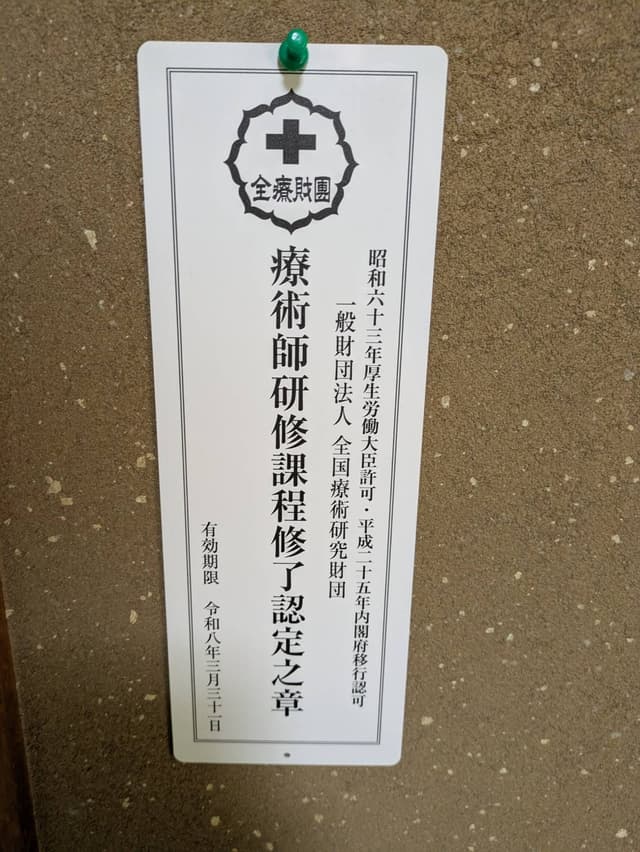 全療財團
昭和六十三年厚生労働大臣許可・平成二十五年内閣府移行認可
一般財団法人 全国療術研究財団
療術師研修課程修了認定之章
有効期限 令和八年三月三十一日